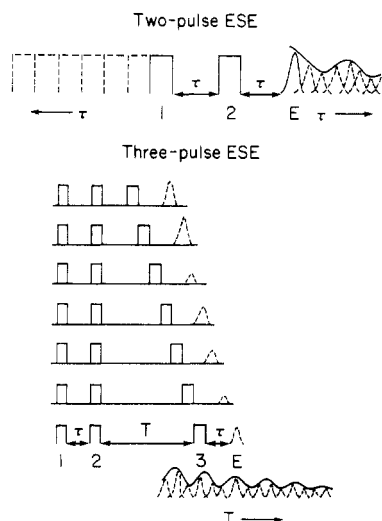 Two-pulse ESE
τ τ τ
1 2 E τ
Three-pulse ESE
τ T τ
1 2 3 E
T